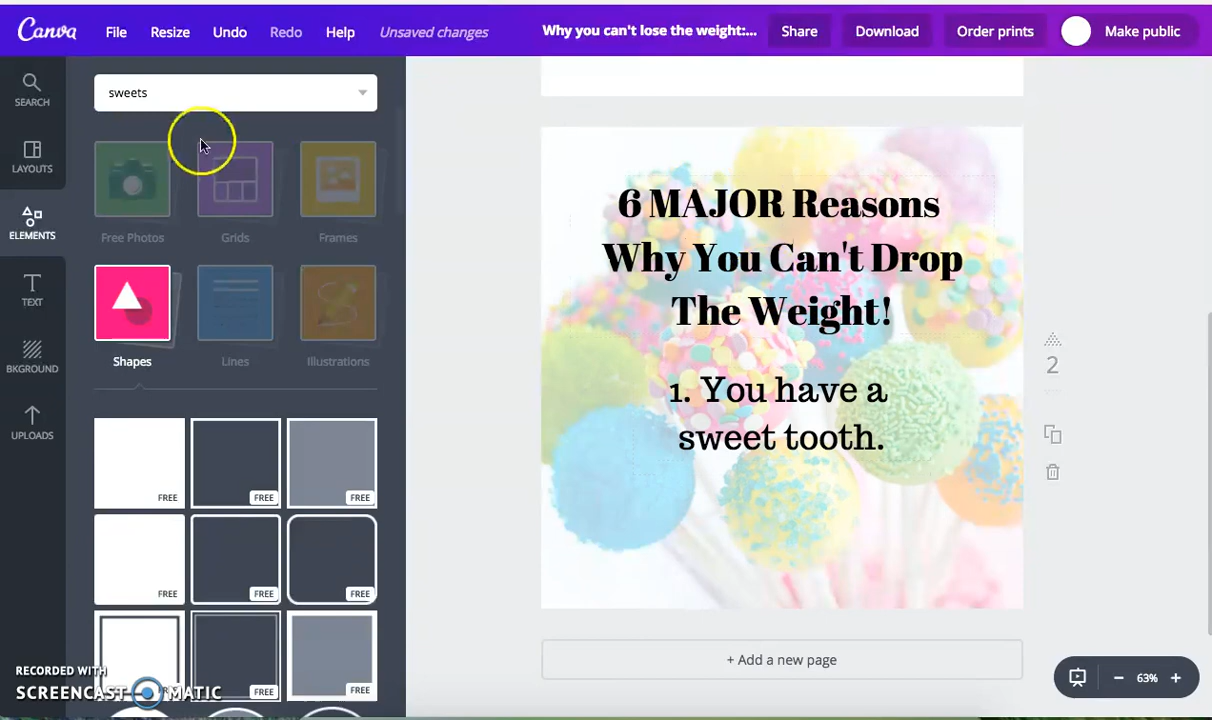 Canva
File
Resize
Undo
Redo
Help
Unsaved changes
Why you can't lose the weight:...
Share
Download
Order prints
Make public
SEARCH
LAYOUTS
ELEMENTS
TEXT
BKGROUND
UPLOADS
sweets
Free Photos
Grids
Frames
Shapes
Lines
Illustrations
FREE
FREE
FREE
FREE
FREE
FREE
FREE
FREE
6 MAJOR Reasons
Why You Can't Drop
The Weight!
1. You have a
sweet tooth.
2
+ Add a new page
63%
RECORDED WITH
SCREENCAST MATIC